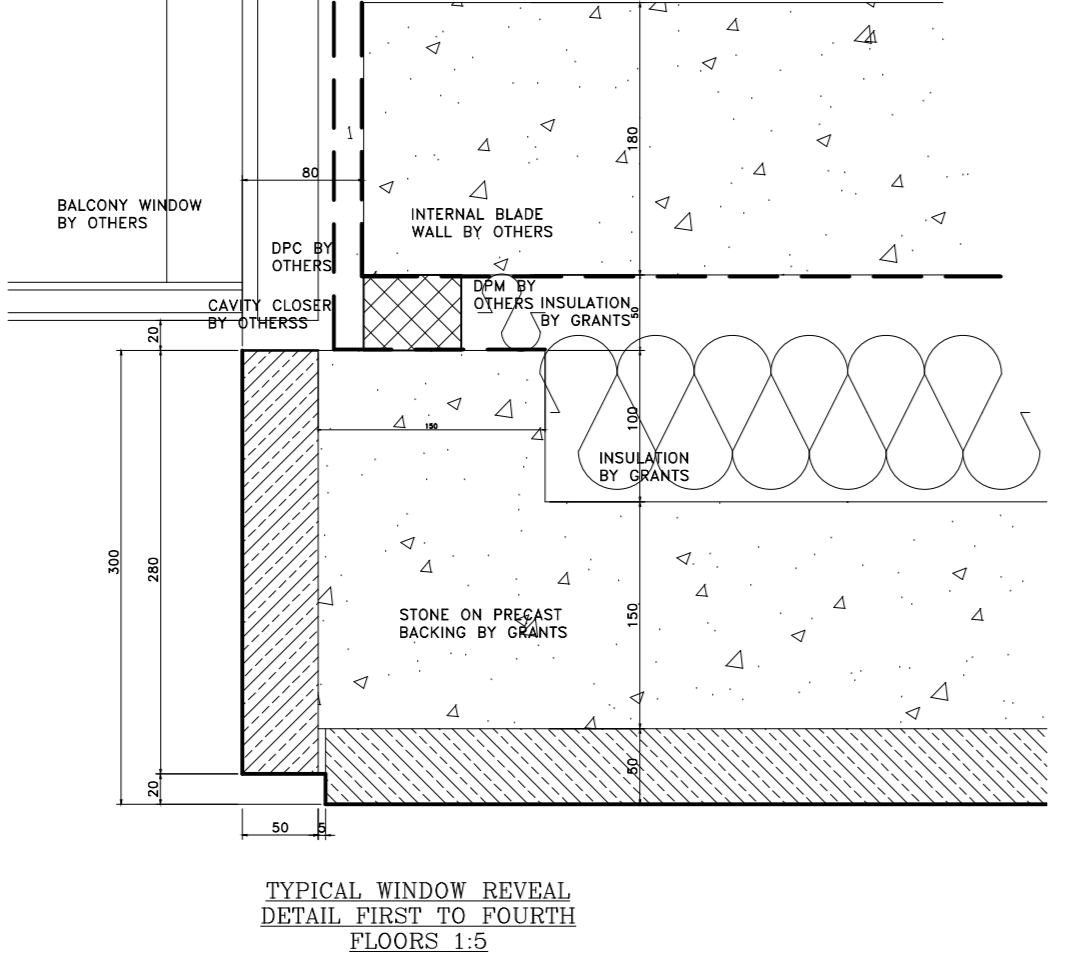 180
80
BALCONY WINDOW
BY OTHERS
INTERNAL BLADE
WALL BY OTHERS
DPC BY
OTHERS
DPM BY
OTHERS
INSULATION
BY GRANTS
50
CAVITY CLOSER
BY OTHERSS
20
100
150
INSULATION
BY GRANTS
300
280
150
STONE ON PRECAST
BACKING BY GRANTS
50
20
50
5
TYPICAL WINDOW REVEAL
DETAIL FIRST TO FOURTH
FLOORS 1:5